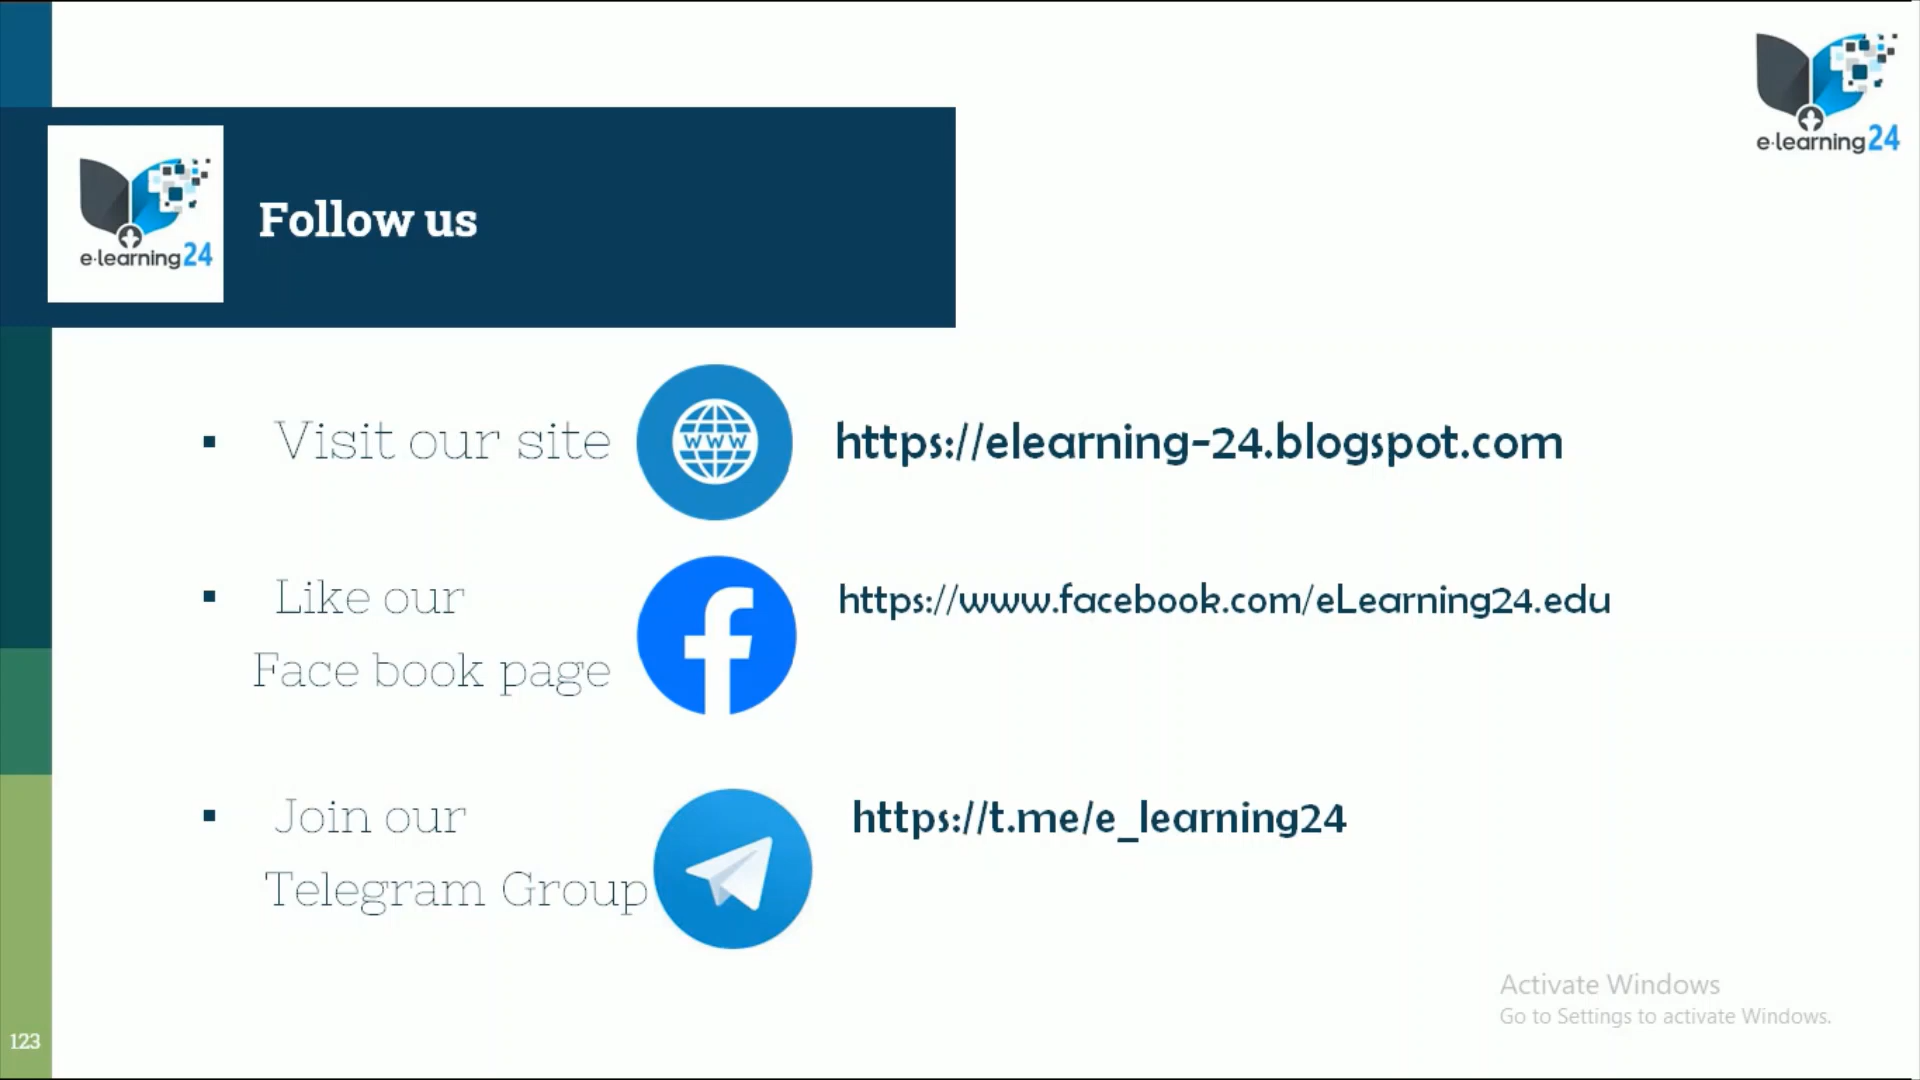 e-learning24
e-learning24
Follow us
Visit our site
www
https://elearning-24.blogspot.com
Like our
Face book page
https://www.facebook.com/eLearning24.edu
Join our
Telegram Group
https://t.me/e_learning24
Activate Windows
Go to Settings to activate Windows.
123